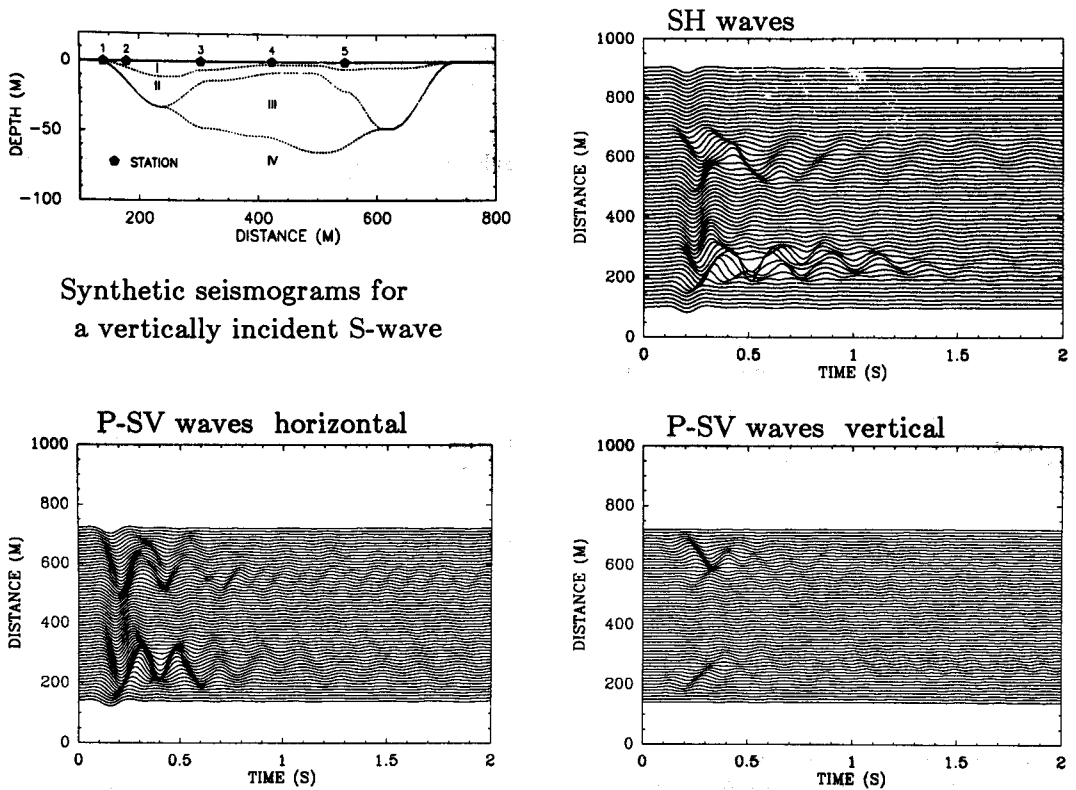 SH waves
1 2 3 4 5
0
-50
-100
DEPTH (M)
I
II
III
IV
STATION
200 400 600 800
DISTANCE (M)
1000
800
600
400
200
0
DISTANCE (M)
0 0.5 1 1.5 2
TIME (S)
Synthetic seismograms for
a vertically incident S-wave
P-SV waves horizontal
1000
800
600
400
200
0
DISTANCE (M)
0 0.5 1 1.5 2
TIME (S)
P-SV waves vertical
1000
800
600
400
200
0
DISTANCE (M)
0 0.5 1 1.5 2
TIME (S)